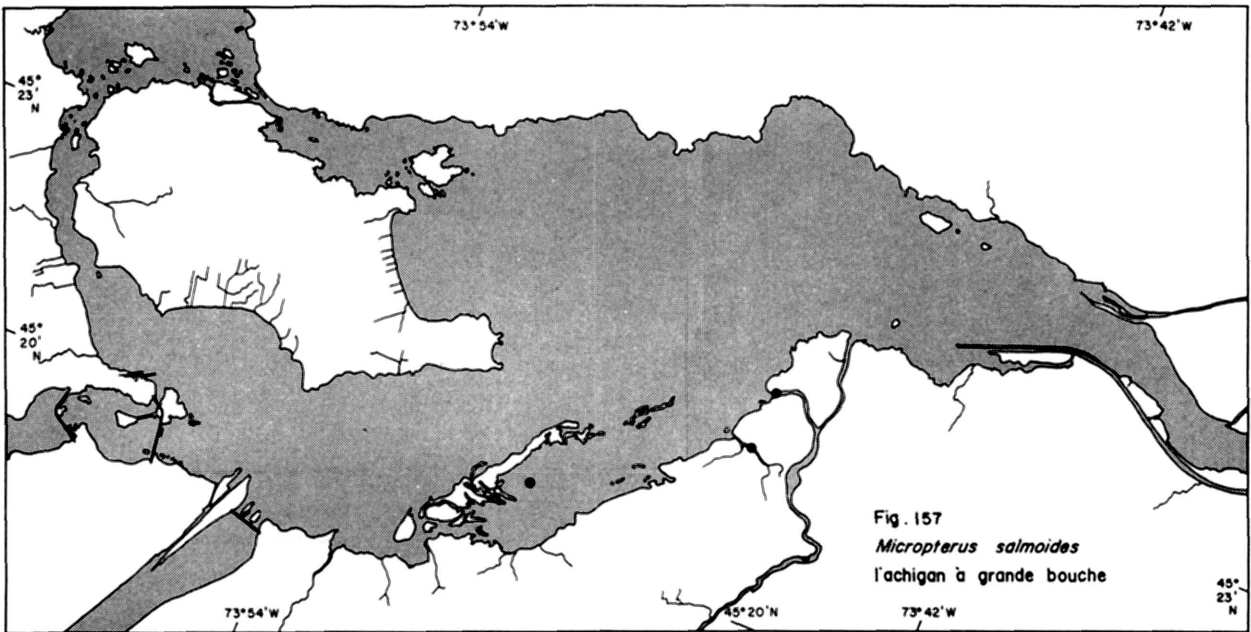 73°54'W
73°42'W
45°
23'
N
45°
20'
N
Fig. 157
Micropterus salmoides
l'achigan à grande bouche
45°
23'
N
73°54'W
45°20'N
73°42'W